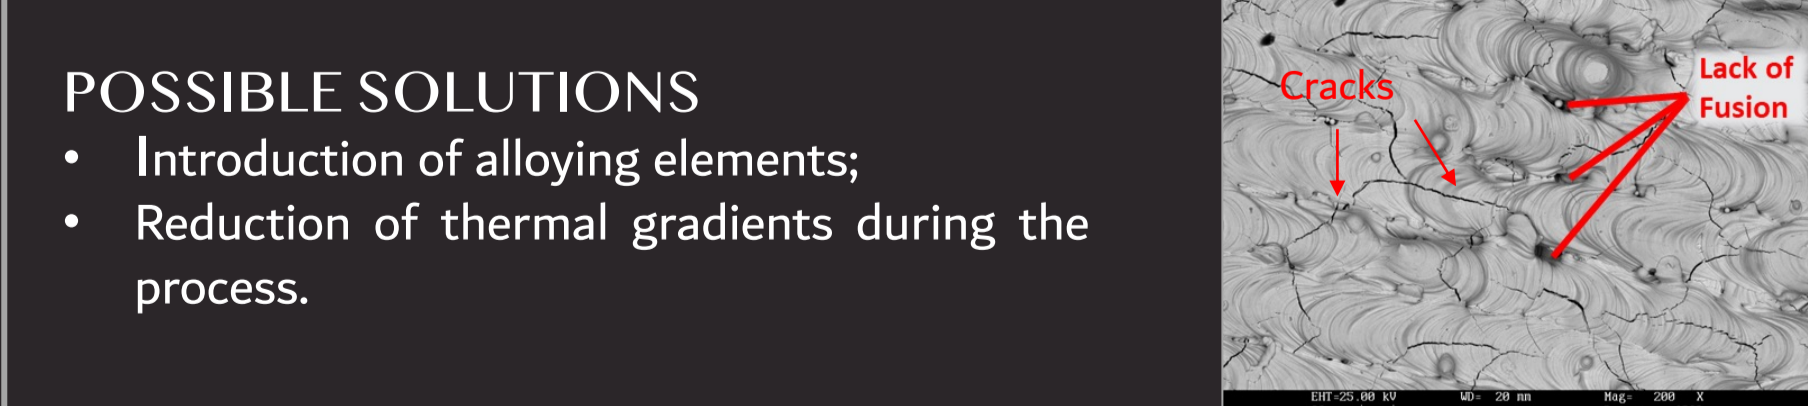 POSSIBLE SOLUTIONS
• Introduction of alloying elements;
• Reduction of thermal gradients during the
process.
Cracks
Lack of
Fusion
EHT=25.00 kV WD= 20 mm Mag= 200 X